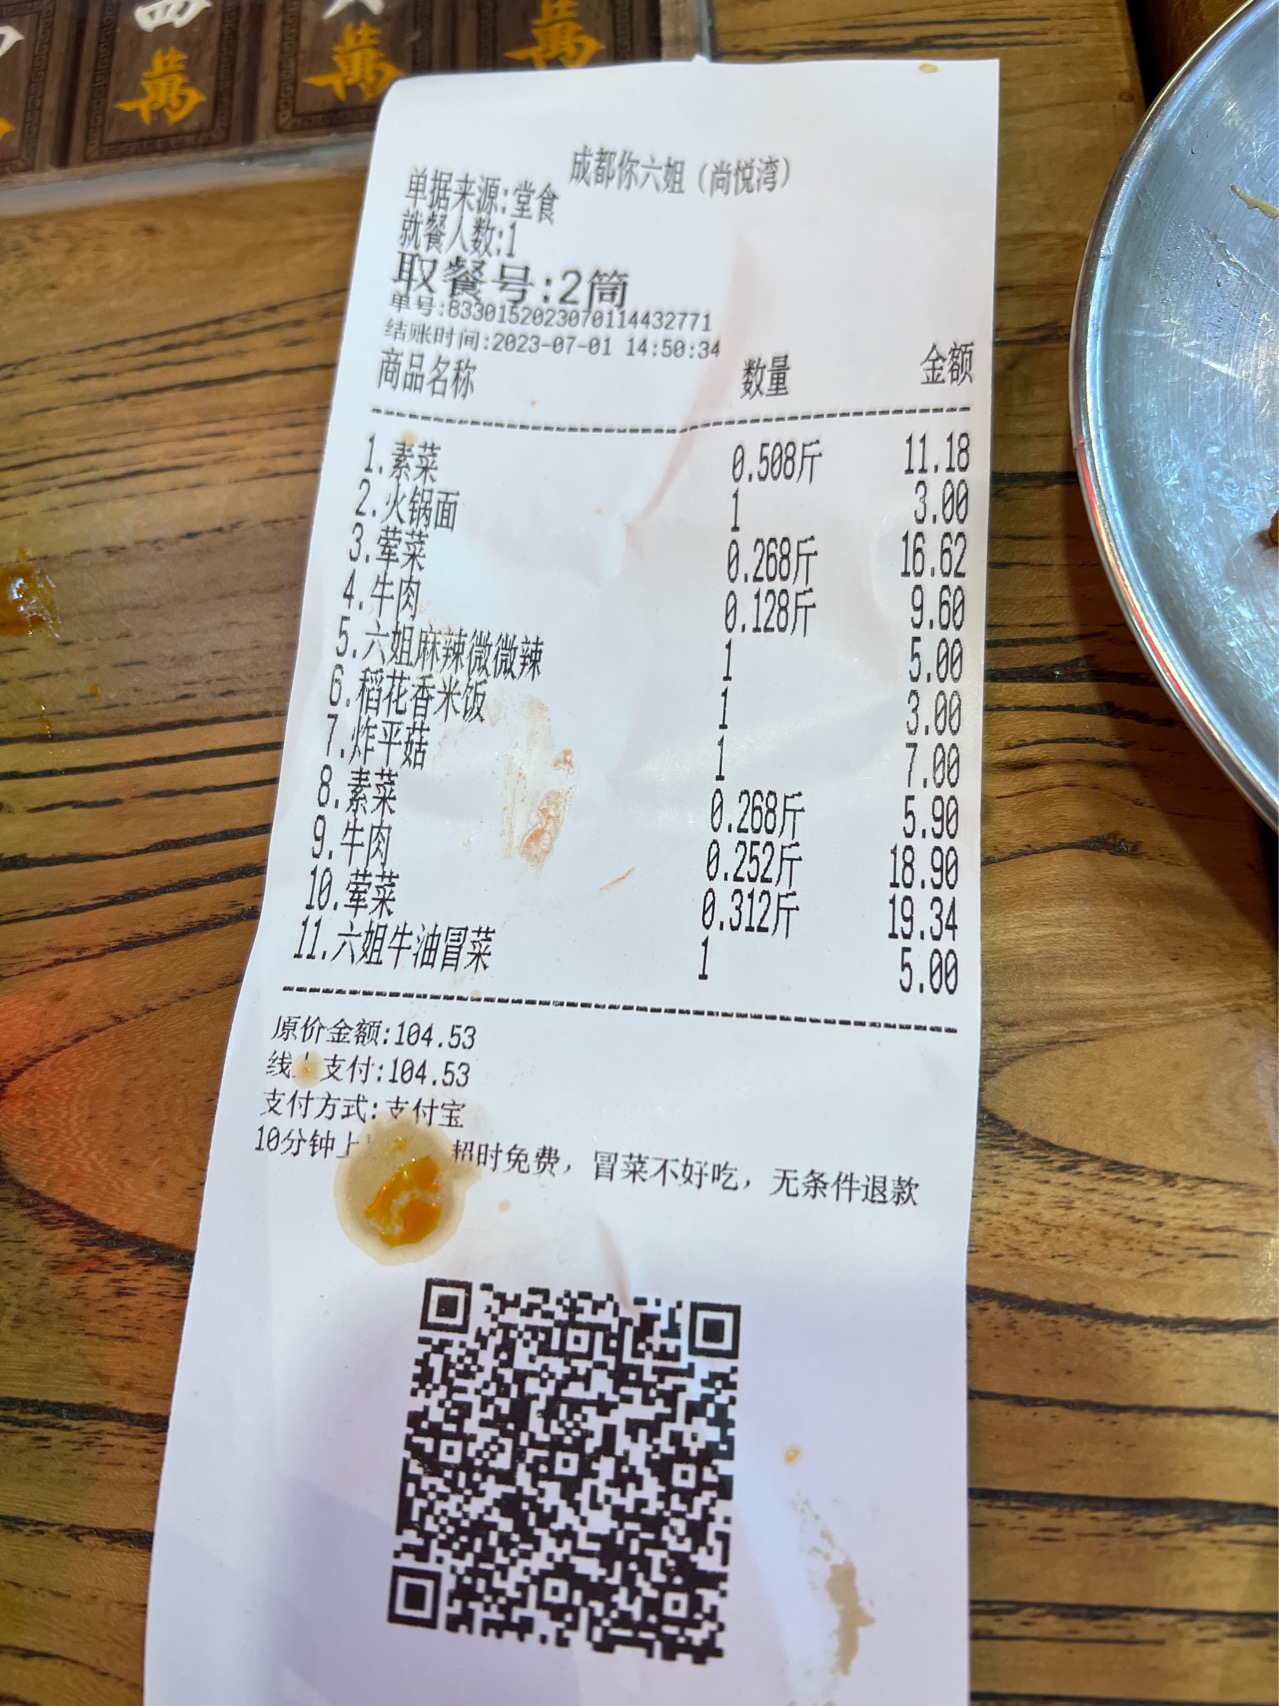 四 六
萬 萬 萬
成都你六姐（尚悦湾）
单据来源:堂食
就餐人数:1
取餐号:2筒
单号:8330152023070114432771
结账时间:2023-07-01 14:50:34
商品名称 数量 金额
1.素菜 0.508斤 11.18
2.火锅面 1 3.00
3.荤菜 0.268斤 16.62
4.牛肉 0.128斤 9.60
5.六姐麻辣微微辣 1 5.00
6.稻花香米饭 1 3.00
7.炸平菇 1 7.00
8.素菜 0.268斤 5.90
9.牛肉 0.252斤 18.90
10.荤菜 0.312斤 19.34
11.六姐牛油冒菜 1 5.00
原价金额:104.53
线上支付:104.53
支付方式:支付宝
10分钟上 超时免费，冒菜不好吃，无条件退款